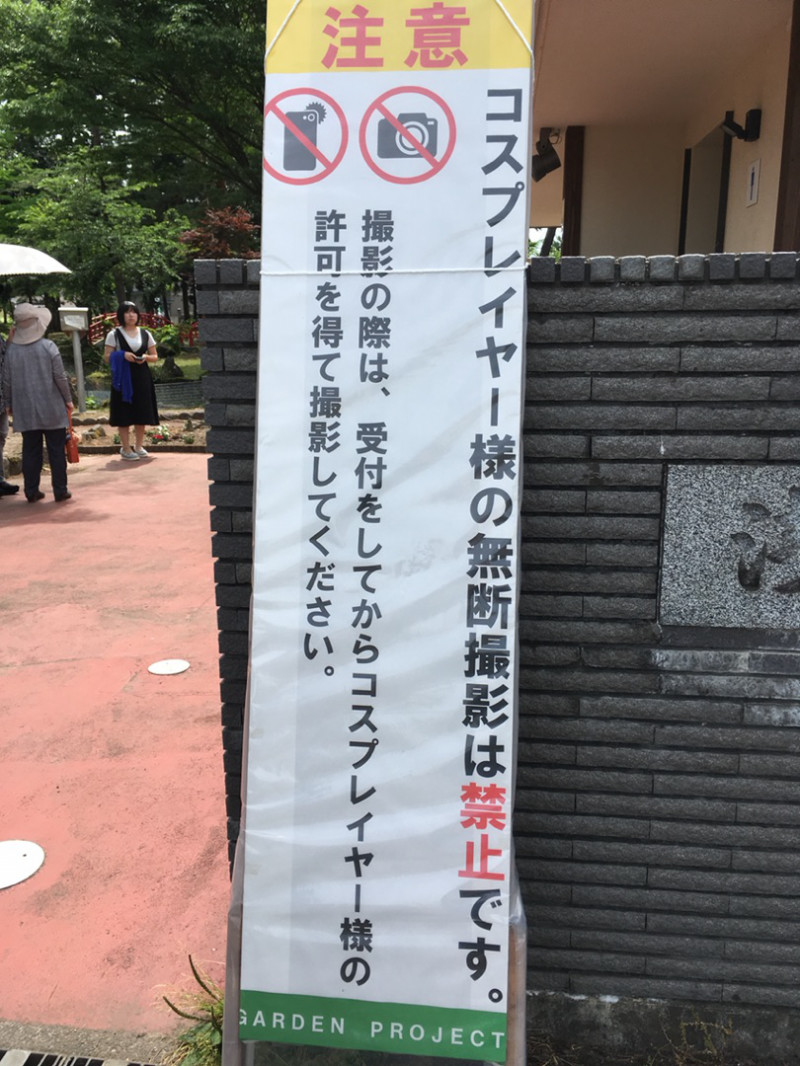 注意
コスプレイヤー様の無断撮影は禁止です。
撮影の際は、受付をしてからコスプレイヤー様の
許可を得て撮影してください。
GARDEN PROJECT